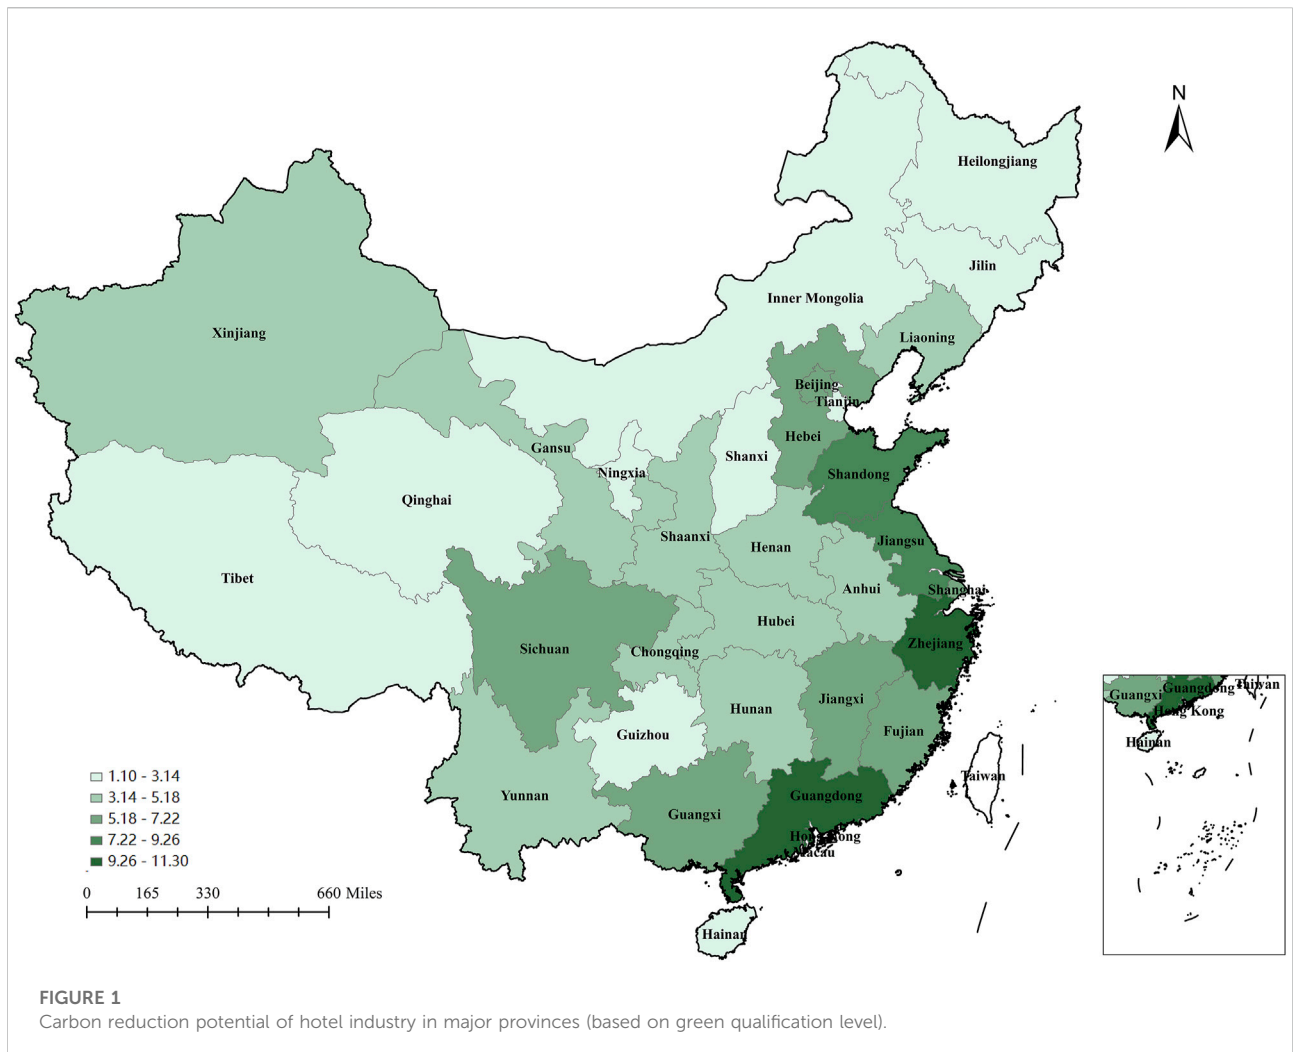 N
Heilongjiang
Jilin
Inner Mongolia
Xinjiang
Liaoning
Beijing
Tianjin
Hebei
Gansu
Shanxi
Ningxia
Shandong
Qinghai
Shaanxi
Jiangsu
Henan
Tibet
Anhui
Shanghai
Hubei
Zhejiang
Sichuan
Chongqing
Jiangxi
Hunan
Fujian
Guizhou
Taiwan
Yunnan
Guangdong
Guangxi
Hong Kong
Macau
Hainan
Taiwan
Guangdong
Guangxi
Hong Kong
Hainan
1.10 - 3.14
3.14 - 5.18
5.18 - 7.22
7.22 - 9.26
9.26 - 11.30
0 165 330 660 Miles
FIGURE 1
Carbon reduction potential of hotel industry in major provinces (based on green qualification level).